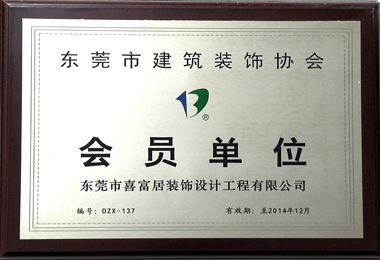 东莞市建筑装饰协会
®
会员单位
东莞市喜富居装饰设计工程有限公司
编号：DZX-137 有效期：至2014年12月